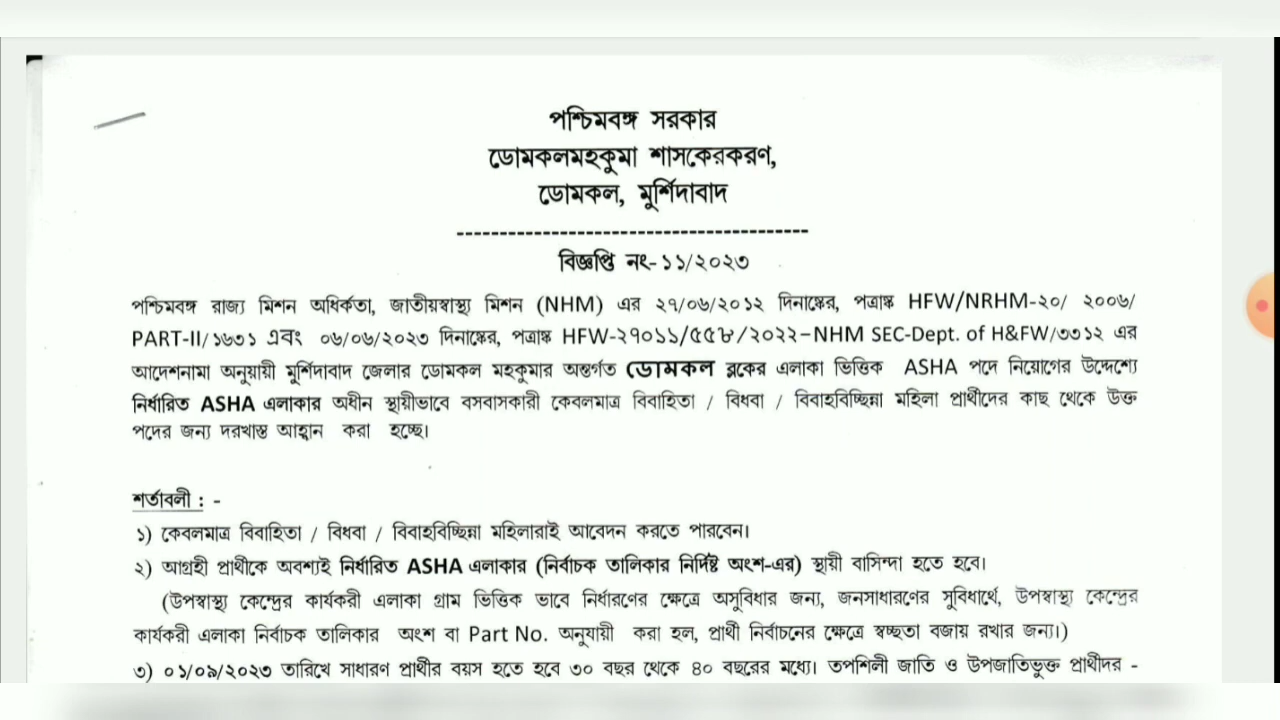 পশ্চিমবঙ্গ সরকার
ডোমকলমহকুমা শাসকেরকরণ,
ডোমকল, মুর্শিদাবাদ
----------------------------------------
বিজ্ঞপ্তি নং-১১/২০২৩
পশ্চিমবঙ্গ রাজ্য মিশন অধির্কতা, জাতীয়স্বাস্থ্য মিশন (NHM) এর ২৭/০৬/২০১২ দিনাঙ্কের, পত্রাঙ্ক HFW/NRHM-২০/ ২০০৬/
PART-II/১৬৩১ এবং ০৬/০৬/২০২৩ দিনাঙ্কের, পত্রাঙ্ক HFW-২৭০১১/৫৫৮/২০২২–NHM SEC-Dept. of H&FW/৩৩১২ এর
আদেশনামা অনুয়ায়ী মুর্শিদাবাদ জেলার ডোমকল মহকুমার অন্তর্গত ডোমকল ব্লকের এলাকা ভিত্তিক ASHA পদে নিয়োগের উদ্দেশ্যে
নির্ধারিত ASHA এলাকার অধীন স্থায়ীভাবে বসবাসকারী কেবলমাত্র বিবাহিতা / বিধবা / বিবাহবিচ্ছিন্না মহিলা প্রার্থীদের কাছ থেকে উক্ত
পদের জন্য দরখাস্ত আহ্বান করা হচ্ছে।
শর্তাবলী : -
১) কেবলমাত্র বিবাহিতা / বিধবা / বিবাহবিচ্ছিন্না মহিলারাই আবেদন করতে পারবেন।
২) আগ্রহী প্রার্থীকে অবশ্যই নির্ধারিত ASHA এলাকার (নির্বাচক তালিকার নির্দিষ্ট অংশ-এর) স্থায়ী বাসিন্দা হতে হবে।
(উপস্বাস্থ্য কেন্দ্রের কার্যকরী এলাকা গ্রাম ভিত্তিক ভাবে নির্ধারণের ক্ষেত্রে অসুবিধার জন্য, জনসাধারণের সুবিধার্থে, উপস্বাস্থ্য কেন্দ্রের
কার্যকরী এলাকা নির্বাচক তালিকার অংশ বা Part No. অনুযায়ী করা হল, প্রার্থী নির্বাচনের ক্ষেত্রে স্বচ্ছতা বজায় রাখার জন্য।)
৩) ০১/০৯/২০২৩ তারিখে সাধারণ প্রার্থীর বয়স হতে হবে ৩০ বছর থেকে ৪০ বছরের মধ্যে। তপশিলী জাতি ও উপজাতিভুক্ত প্রার্থীদর -